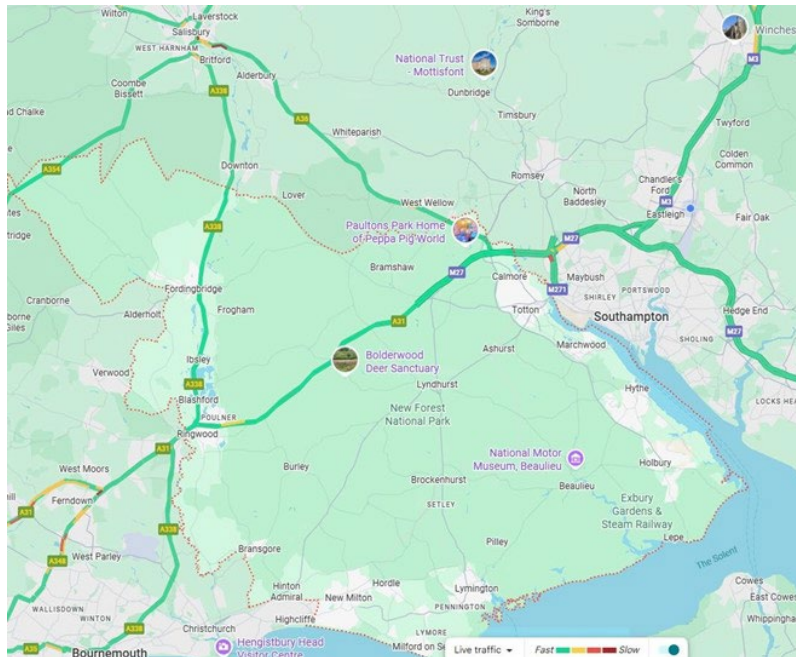 Wilton
Laverstock
Salisbury
WEST HARNHAM
Britford
Coombe
Bissett
Alderbury
A338
A36
King's
Somborne
National Trust
- Mottisfont
Dunbridge
Timsbury
Winches
M3
Twyford
Colden
Common
Whiteparish
Downton
A354
Lover
West Wellow
Romsey
North
Baddesley
Chandler's
Ford
M3
Eastleigh
Fair Oak
Paultons Park Home
of Peppa Pig World
A338
Bramshaw
M27
M27
Calmore
M271
Maybush
SHIRLEY
PORTSWOOD
Totton
Southampton
Hedge End
M27
SHOLING
LOCKS HEA
Fordingbridge
Frogham
Cranborne
Alderholt
A31
Bolderwood
Deer Sanctuary
Ashurst
Marchwood
Lyndhurst
Hythe
Verwood
Ibsley
A338
Blashford
POULNER
Ringwood
New Forest
National Park
National Motor
Museum, Beaulieu
Holbury
Beaulieu
Exbury
Gardens &
Steam Railway
Lepe
A31
West Moors
Ferndown
A31
Burley
Brockenhurst
SETLEY
A338
A348
West Parley
Bransgore
Pilley
The Solent
Hinton
Admiral
Hordle
New Milton
Lymington
PENNINGTON
Highcliffe
LYMORE
Milford on Se
Cowes
East Cowes
Whippingha
WALLISDOWN
WINTON
Christchurch
A35
Bournemouth
Hengistbury Head
Visitor Centre
Live traffic
Fast
Slow